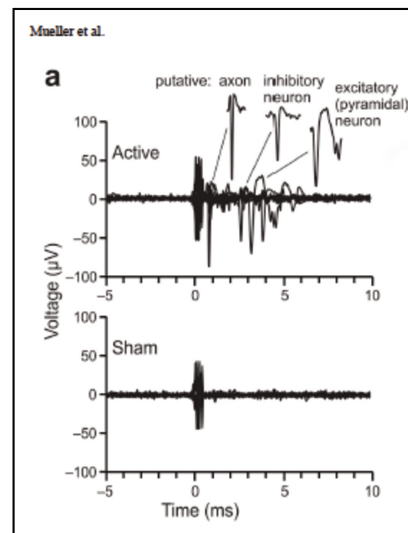 Mueller et al.
a
putative: axon inhibitory neuron excitatory (pyramidal) neuron
Active
100
50
0
−50
−100
−5 0 5 10
Voltage (μV)
Sham
100
50
0
−50
−100
−5 0 5 10
Time (ms)